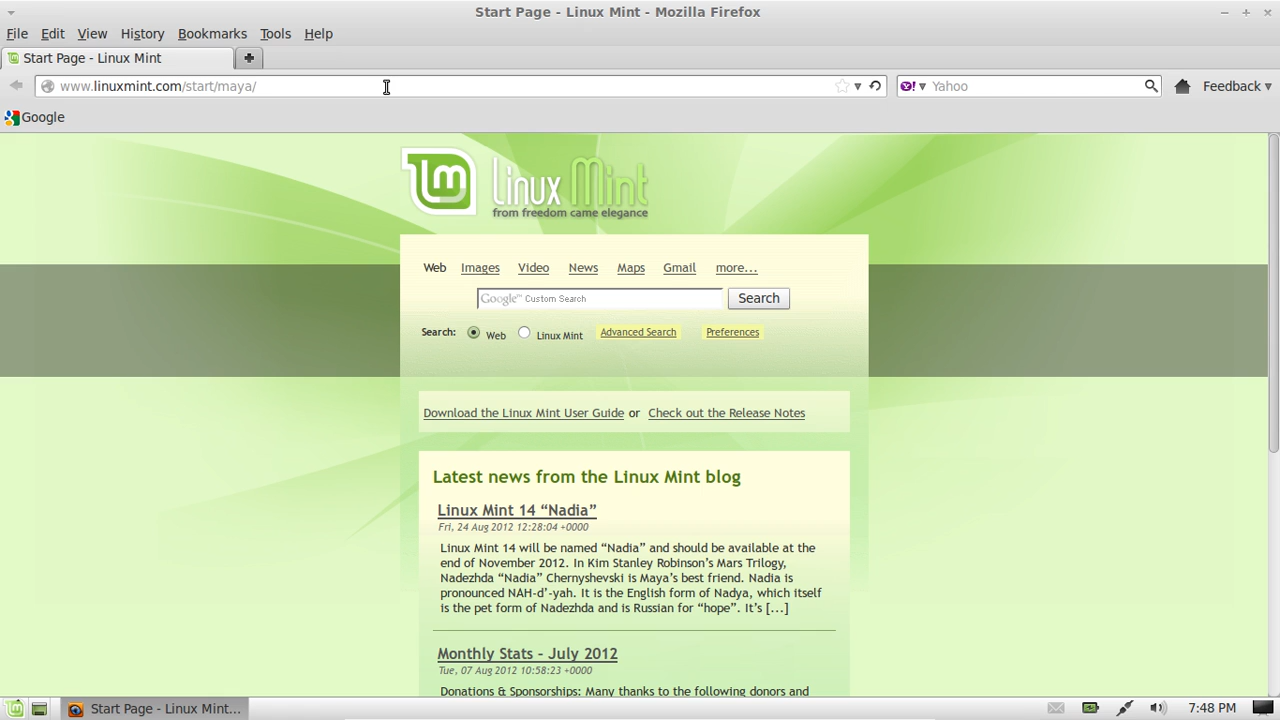 Start Page - Linux Mint - Mozilla Firefox
File Edit View History Bookmarks Tools Help
Start Page - Linux Mint
www.linuxmint.com/start/maya/ Y! Yahoo Feedback
Google
Linux Mint
from freedom came elegance
Web Images Video News Maps Gmail more...
Google™ Custom Search Search
Search: Web Linux Mint Advanced Search Preferences
Download the Linux Mint User Guide or Check out the Release Notes
Latest news from the Linux Mint blog
Linux Mint 14 “Nadia”
Fri, 24 Aug 2012 12:28:04 +0000
Linux Mint 14 will be named “Nadia” and should be available at the
end of November 2012. In Kim Stanley Robinson’s Mars Trilogy,
Nadezhda “Nadia” Chernyshevski is Maya’s best friend. Nadia is
pronounced NAH-d’-yah. It is the English form of Nadya, which itself
is the pet form of Nadezhda and is Russian for “hope”. It’s [...]
Monthly Stats – July 2012
Tue, 07 Aug 2012 10:58:23 +0000
Donations & Sponsorships: Many thanks to the following donors and
Start Page - Linux Mint... 7:48 PM